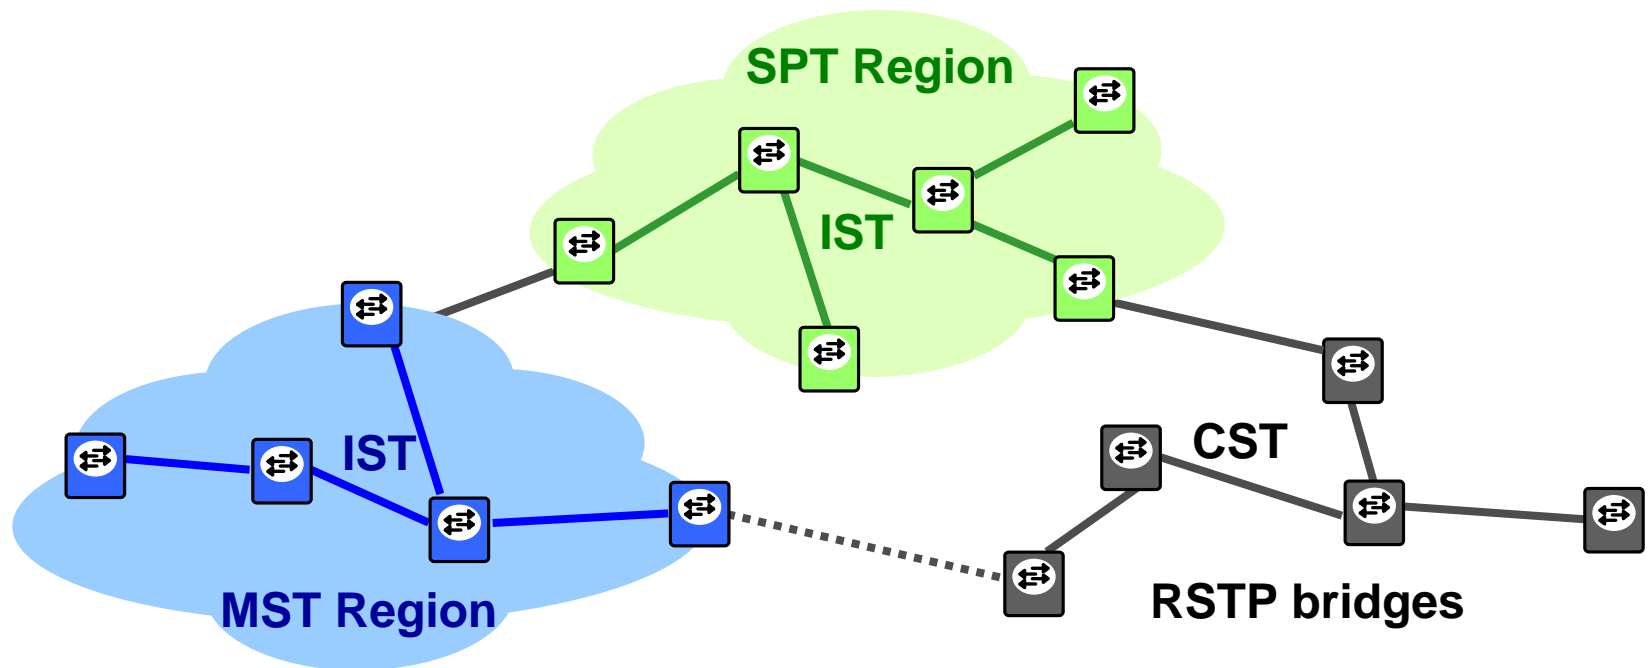 SPT Region
IST
IST
CST
MST Region
RSTP bridges